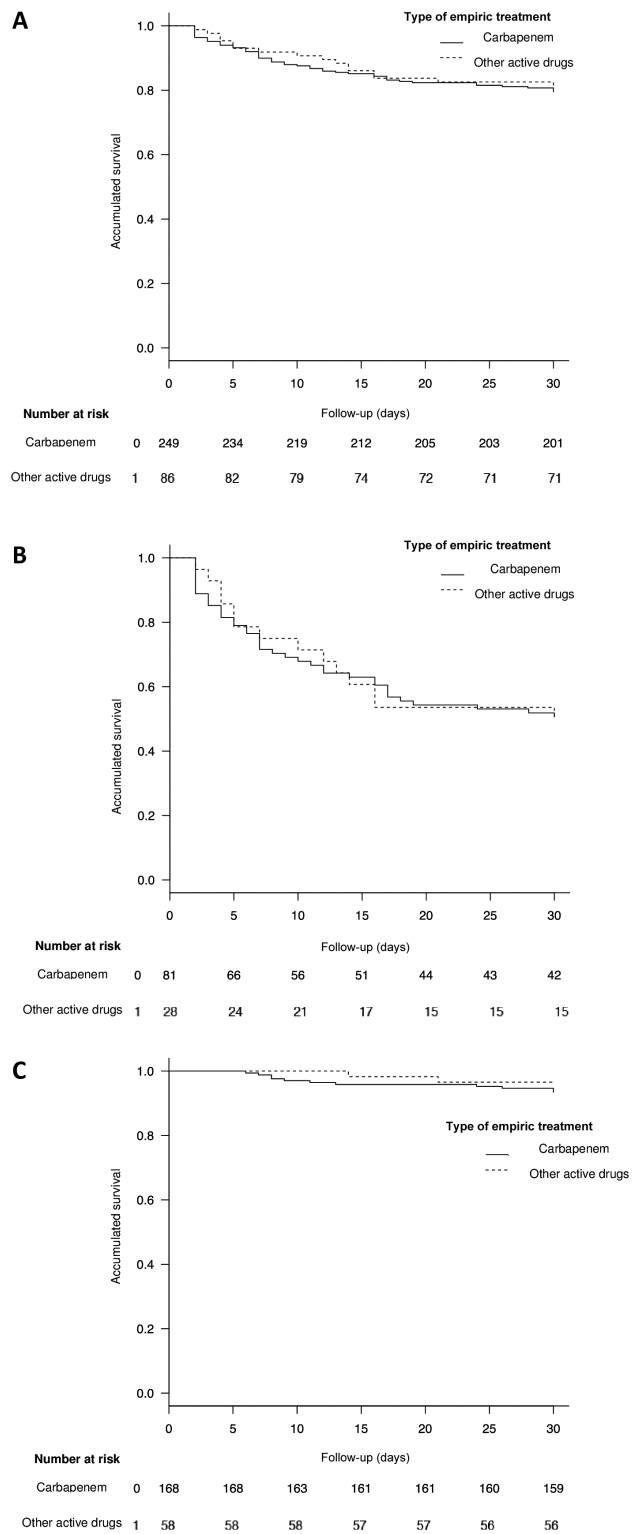 A
Type of empiric treatment
Carbapenem
Other active drugs
Accumulated survival
1.0
0.8
0.6
0.4
0.2
0.0
0 5 10 15 20 25 30
Number at risk Follow-up (days)
Carbapenem 0 249 234 219 212 205 203 201
Other active drugs 1 86 82 79 74 72 71 71
B
Type of empiric treatment
Carbapenem
Other active drugs
Accumulated survival
1.0
0.8
0.6
0.4
0.2
0.0
0 5 10 15 20 25 30
Number at risk Follow-up (days)
Carbapenem 0 81 66 56 51 44 43 42
Other active drugs 1 28 24 21 17 15 15 15
C
Type of empiric treatment
Carbapenem
Other active drugs
Accumulated survival
1.0
0.8
0.6
0.4
0.2
0.0
0 5 10 15 20 25 30
Number at risk Follow-up (days)
Carbapenem 0 168 168 163 161 161 160 159
Other active drugs 1 58 58 58 57 57 56 56